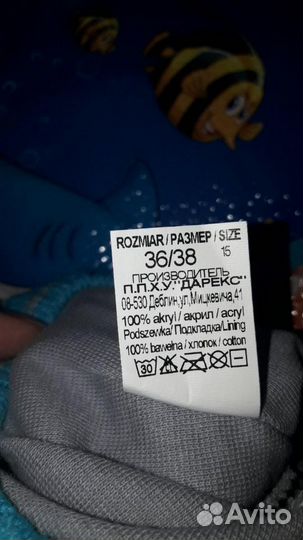 ROZMIAR / РАЗМЕР / SIZE
36/38 15
ПРОИЗВОДИТЕЛЬ
П.П.Х.У."ДАРЕКС"
08-530 Деблин,ул,Мицкевича,41
100% akryl / акрил / acryl
Podszewka/Подкладка/Lining
100% bawełna / хлопок / cotton
30
Avito